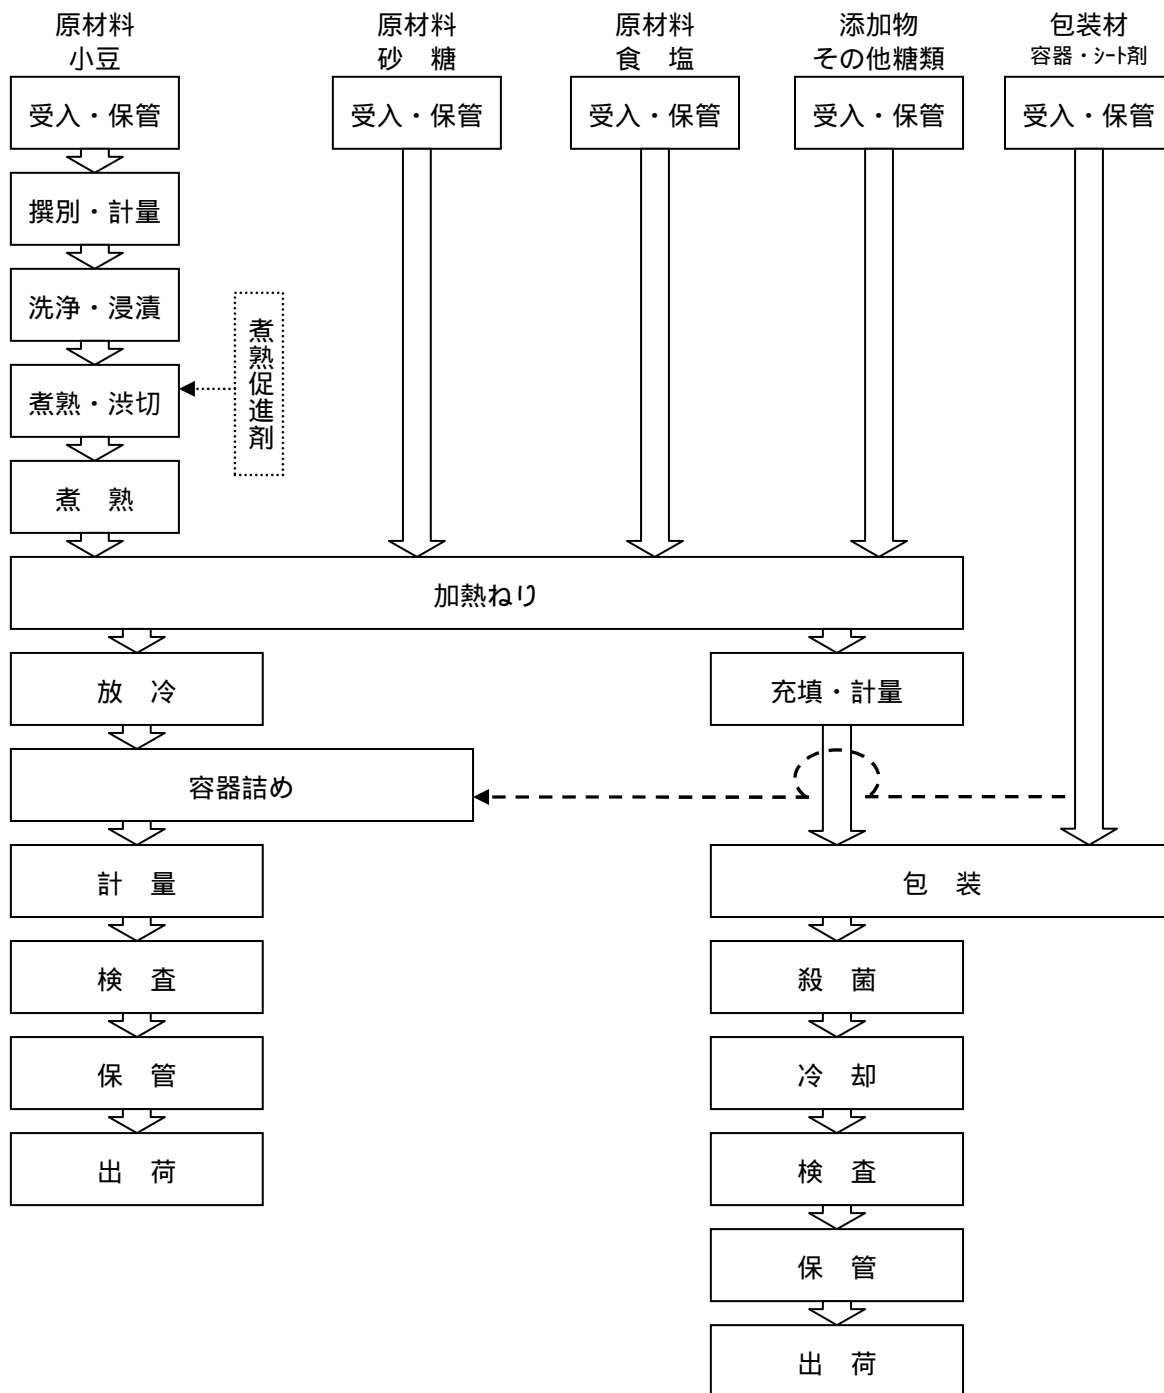 原材料
小豆
原材料
砂　糖
原材料
食　塩
添加物
その他糖類
包装材
容器・ｼｰﾄ剤
受入・保管
受入・保管
受入・保管
受入・保管
受入・保管
撰別・計量
洗浄・浸漬
煮熟促進剤
煮熟・渋切
煮　熟
加熱ねり
放　冷
充填・計量
容器詰め
計　量
包　装
検　査
殺　菌
保　管
冷　却
出　荷
検　査
保　管
出　荷